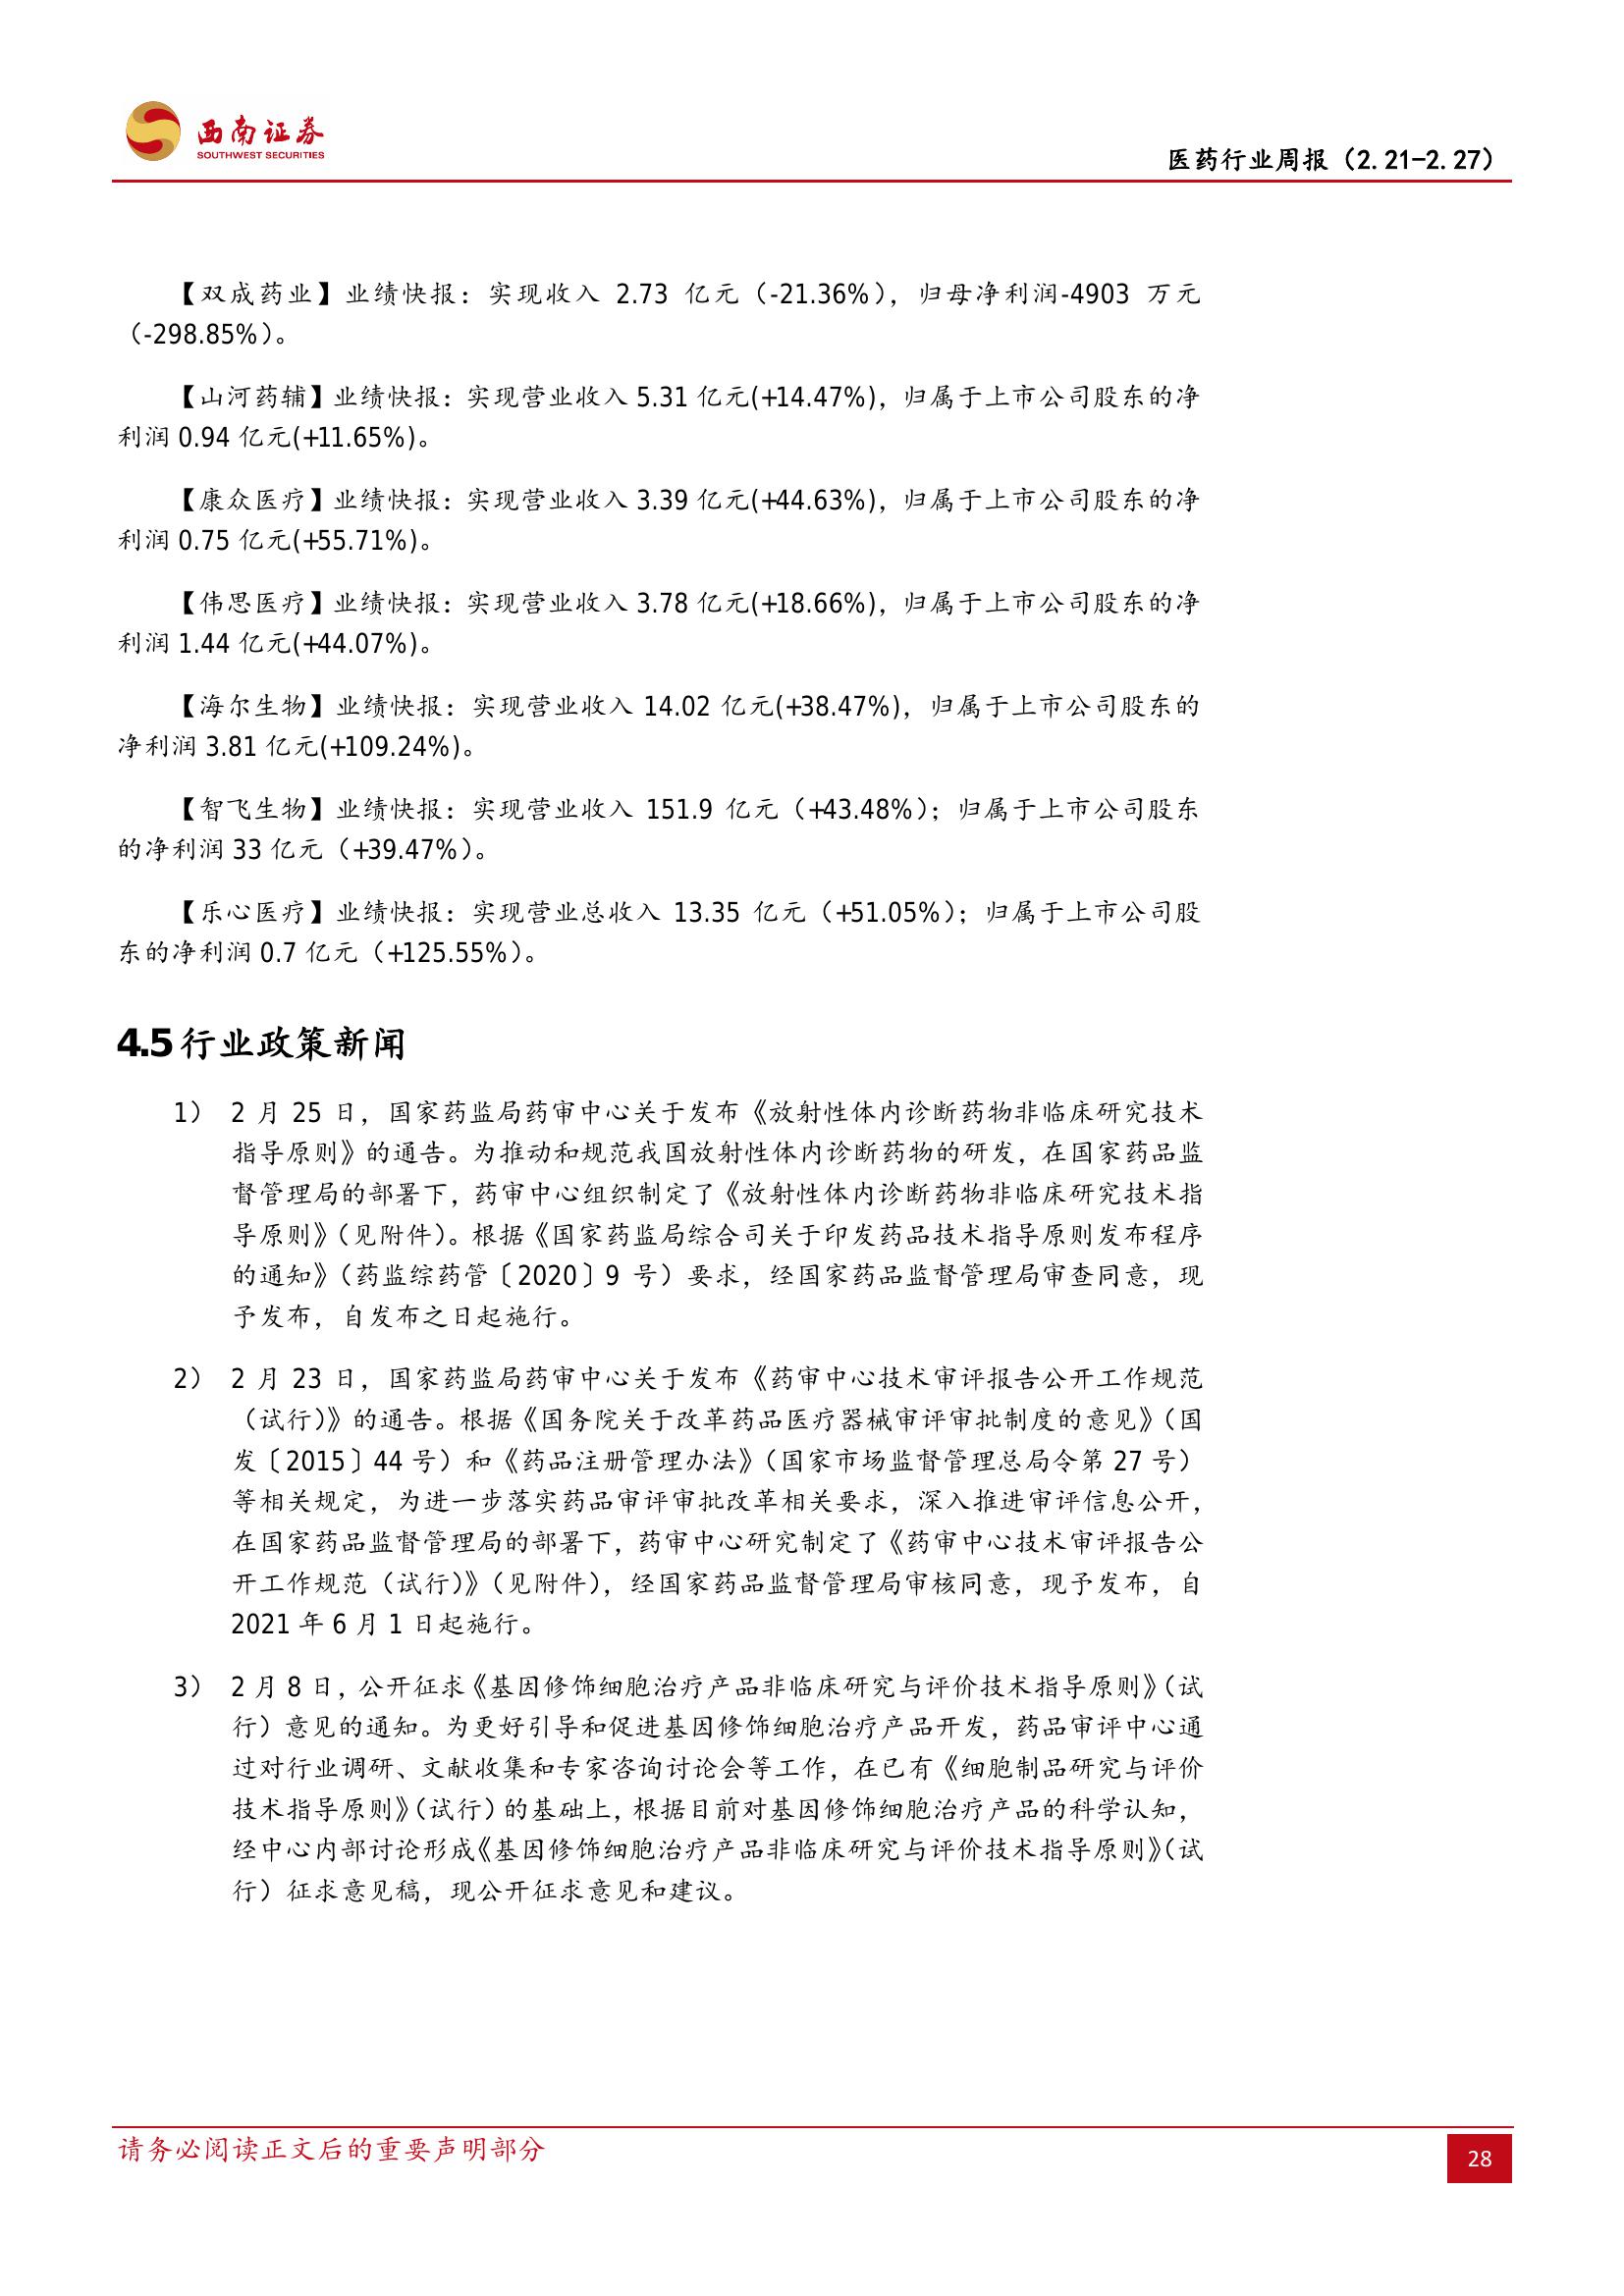 西南证券
SOUTHWEST SECURITIES
医药行业周报（2.21-2.27）
【双成药业】业绩快报：实现收入 2.73 亿元（-21.36%），归母净利润-4903 万元
（-298.85%）。
【山河药辅】业绩快报：实现营业收入 5.31 亿元(+14.47%)，归属于上市公司股东的净
利润 0.94 亿元(+11.65%)。
【康众医疗】业绩快报：实现营业收入 3.39 亿元(+44.63%)，归属于上市公司股东的净
利润 0.75 亿元(+55.71%)。
【伟思医疗】业绩快报：实现营业收入 3.78 亿元(+18.66%)，归属于上市公司股东的净
利润 1.44 亿元(+44.07%)。
【海尔生物】业绩快报：实现营业收入 14.02 亿元(+38.47%)，归属于上市公司股东的
净利润 3.81 亿元(+109.24%)。
【智飞生物】业绩快报：实现营业收入 151.9 亿元（+43.48%）；归属于上市公司股东
的净利润 33 亿元（+39.47%）。
【乐心医疗】业绩快报：实现营业总收入 13.35 亿元（+51.05%）；归属于上市公司股
东的净利润 0.7 亿元（+125.55%）。
4.5 行业政策新闻
1） 2 月 25 日，国家药监局药审中心关于发布《放射性体内诊断药物非临床研究技术
指导原则》的通告。为推动和规范我国放射性体内诊断药物的研发，在国家药品监
督管理局的部署下，药审中心组织制定了《放射性体内诊断药物非临床研究技术指
导原则》（见附件）。根据《国家药监局综合司关于印发药品技术指导原则发布程序
的通知》（药监综药管〔2020〕9 号）要求，经国家药品监督管理局审查同意，现
予发布，自发布之日起施行。
2） 2 月 23 日，国家药监局药审中心关于发布《药审中心技术审评报告公开工作规范
（试行）》的通告。根据《国务院关于改革药品医疗器械审评审批制度的意见》（国
发〔2015〕44 号）和《药品注册管理办法》（国家市场监督管理总局令第 27 号）
等相关规定，为进一步落实药品审评审批改革相关要求，深入推进审评信息公开，
在国家药品监督管理局的部署下，药审中心研究制定了《药审中心技术审评报告公
开工作规范（试行）》（见附件），经国家药品监督管理局审核同意，现予发布，自
2021 年 6 月 1 日起施行。
3） 2 月 8 日，公开征求《基因修饰细胞治疗产品非临床研究与评价技术指导原则》（试
行）意见的通知。为更好引导和促进基因修饰细胞治疗产品开发，药品审评中心通
过对行业调研、文献收集和专家咨询讨论会等工作，在已有《细胞制品研究与评价
技术指导原则》（试行）的基础上，根据目前对基因修饰细胞治疗产品的科学认知，
经中心内部讨论形成《基因修饰细胞治疗产品非临床研究与评价技术指导原则》（试
行）征求意见稿，现公开征求意见和建议。
请务必阅读正文后的重要声明部分
28